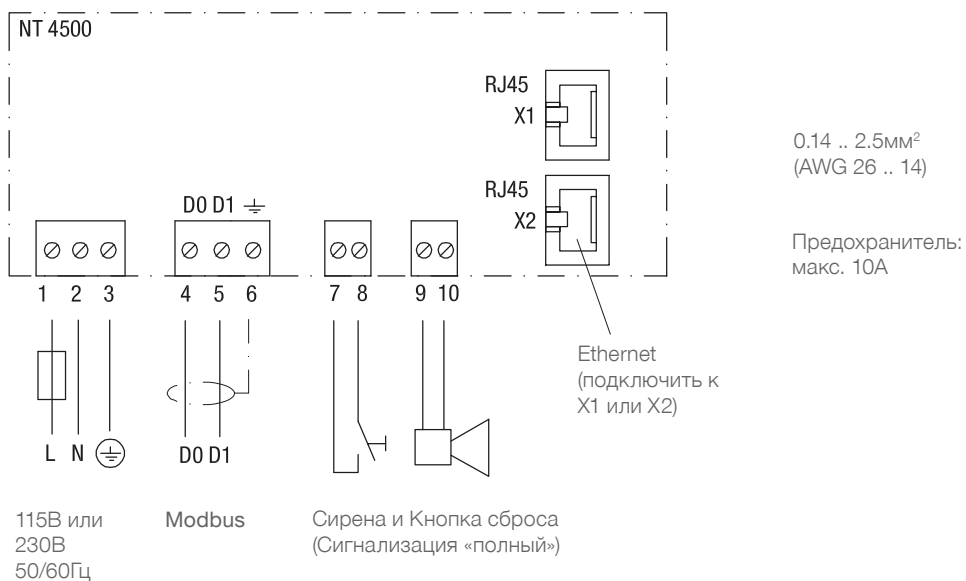 NT 4500
RJ45
X1
RJ45
X2
D0 D1
1 2 3 4 5 6 7 8 9 10
L N D0 D1
0.14 .. 2.5мм²
(AWG 26 .. 14)
Предохранитель:
макс. 10А
Ethernet
(подключить к
X1 или X2)
115В или
230В
50/60Гц
Modbus
Сирена и Кнопка сброса
(Сигнализация «полный»)